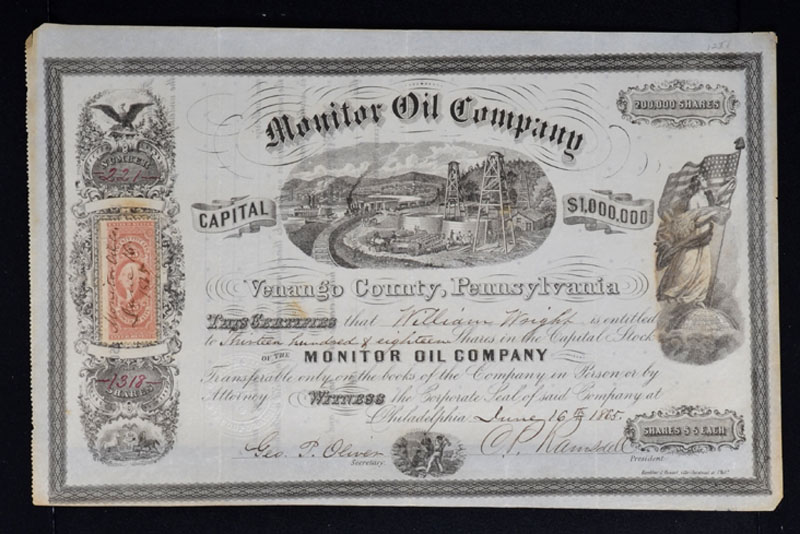 1251
Monitor Oil Company
200,000 SHARES
NUMBER
221
CAPITAL $1,000,000
Venango County, Pennsylvania
THIS CERTIFIES that William Wright is entitled
to Nineteen hundred & eighteen Shares in the Capital Stock
OF THE MONITOR OIL COMPANY
Transferable only on the books of the Company in Person or by
Attorney WITNESS the Corporate Seal of said Company at
Philadelphia June 16th 1865
1318
SHARES
SHARES $5 EACH
Geo. T. Oliver
Secretary.
President